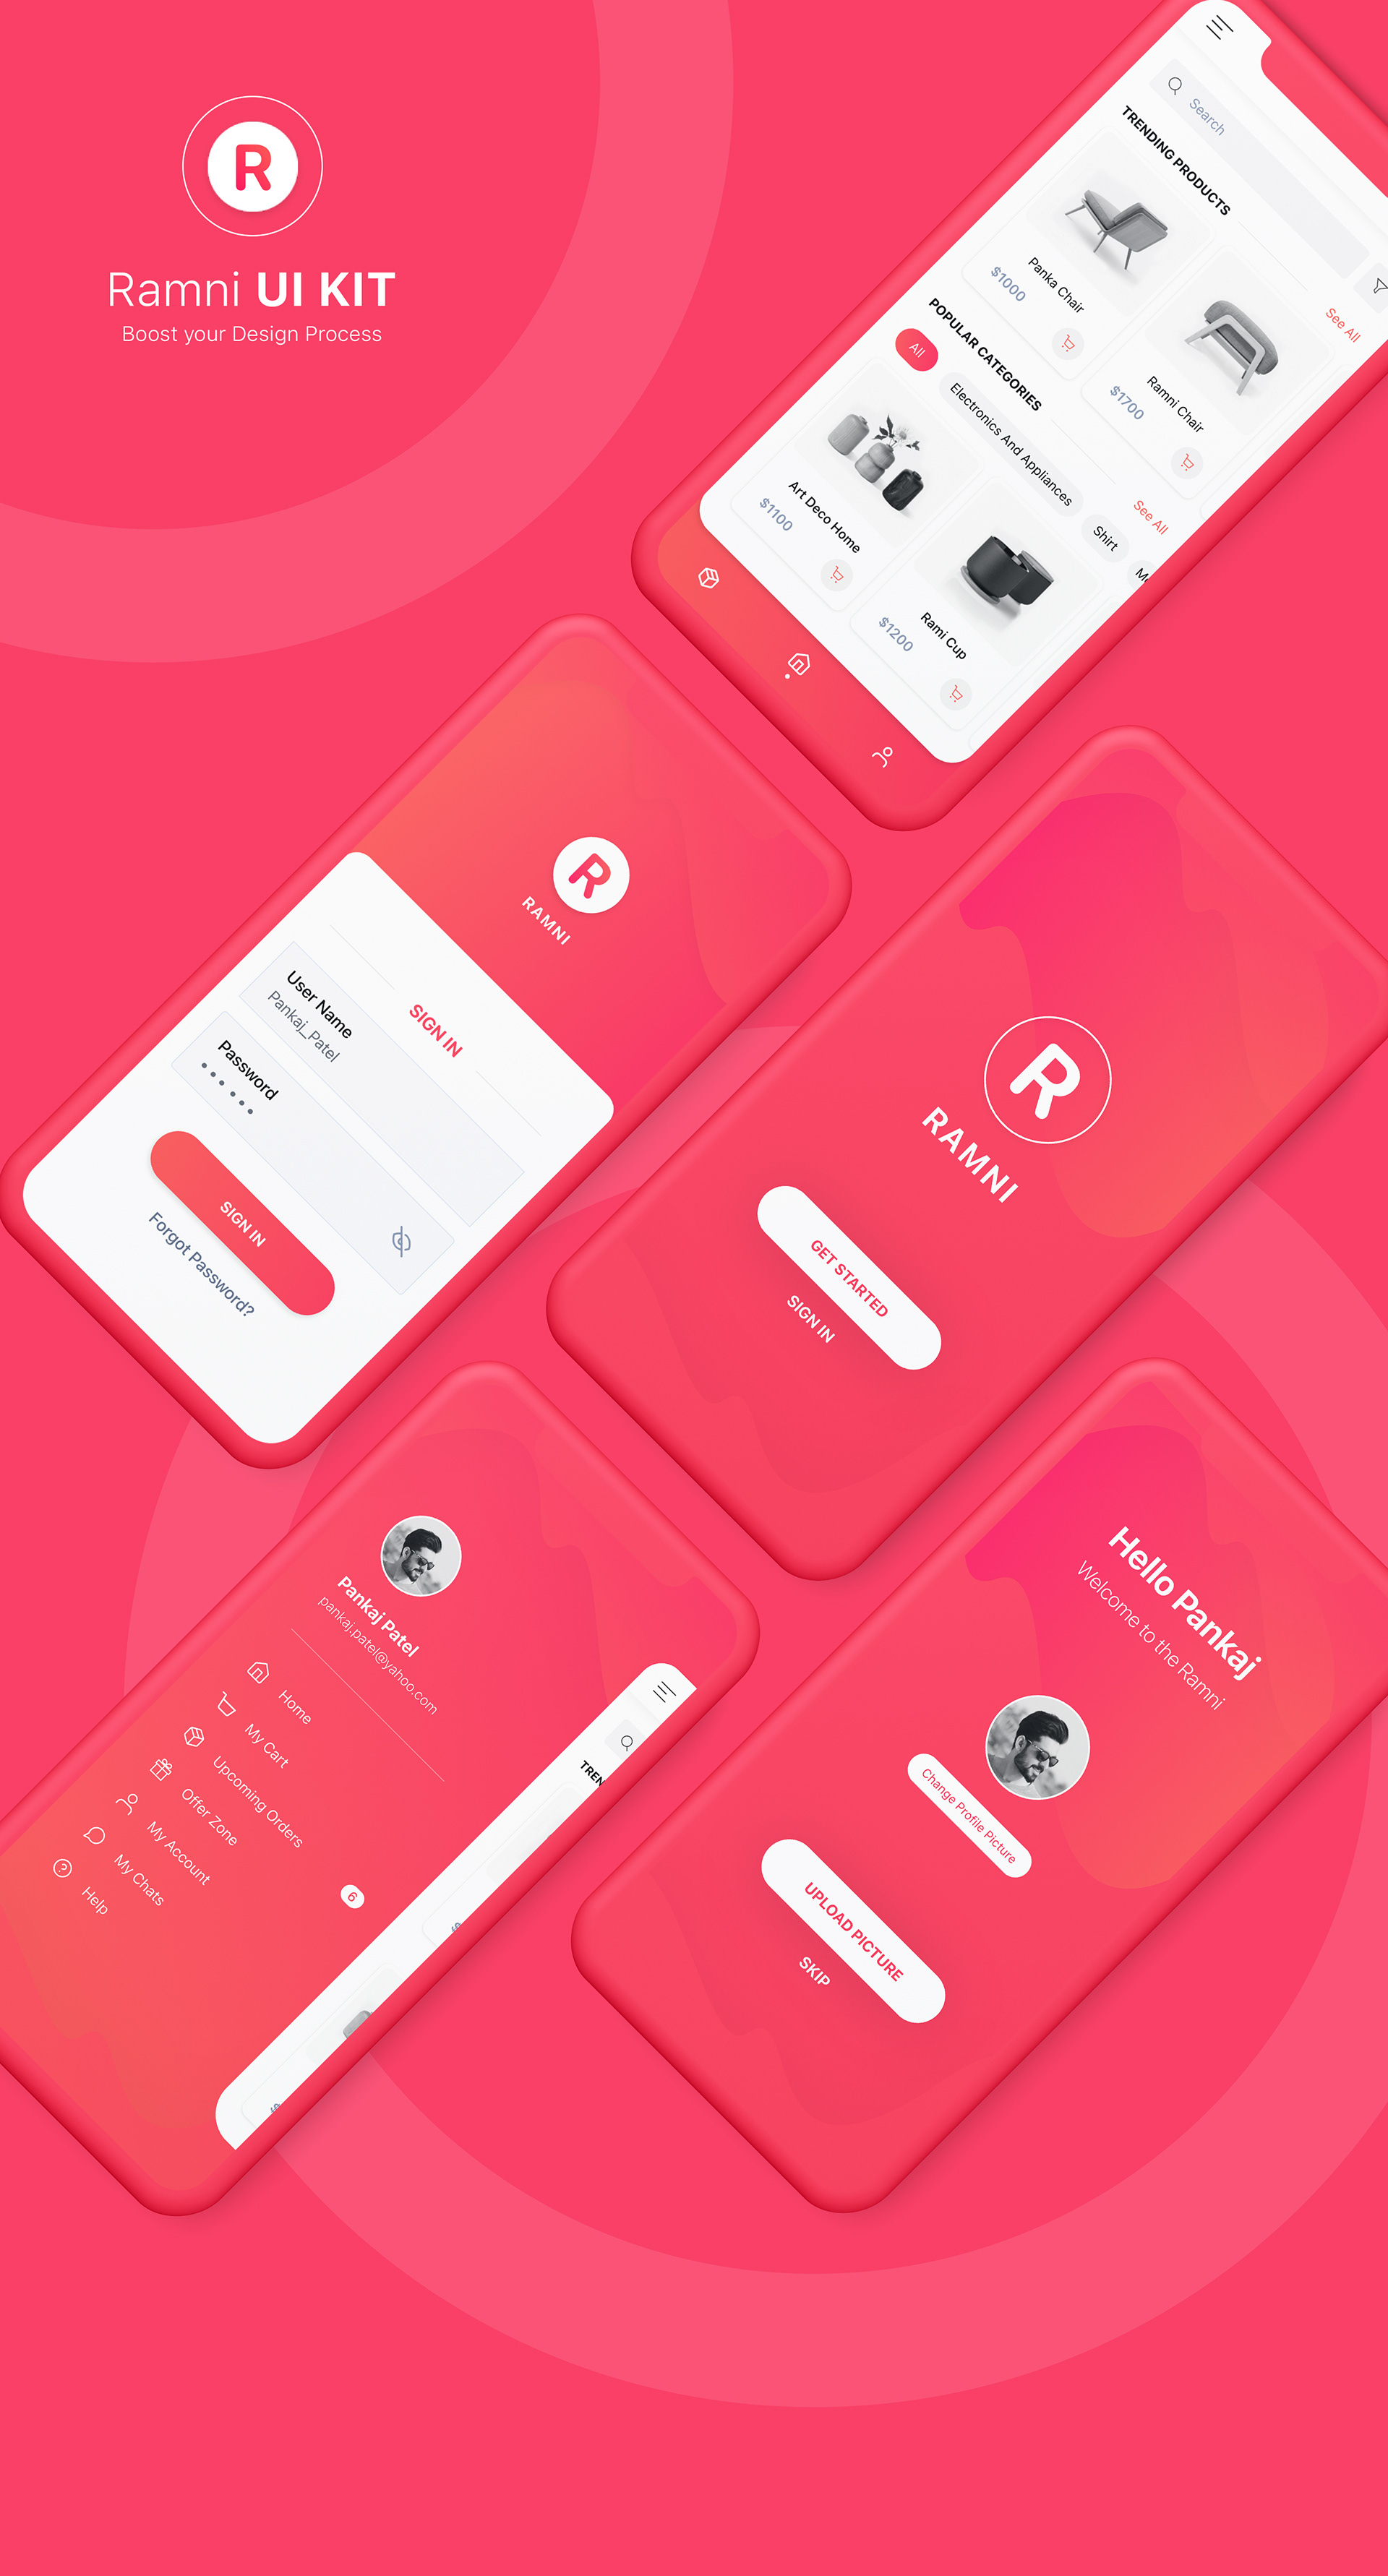 R
Ramni UI KIT
Boost your Design Process
Search
TRENDING PRODUCTS
See All
Panka Chair
$1000
Ramni Chair
$1700
POPULAR CATEGORIES
See All
All
Electronics And Appliances
Shirt
Art Deco Home
$1100
Rami Cup
$1200
R
RAMNI
SIGN IN
User Name
Pankaj_Patel
Password
SIGN IN
Forgot Password?
R
RAMNI
GET STARTED
SIGN IN
Pankaj Patel
pankaj.patel@yahoo.com
Home
My Cart
Upcoming Orders
6
Offer Zone
My Account
My Chats
Help
TREN
Hello Pankaj
Welcome to the Ramni
Change Profile Picture
UPLOAD PICTURE
SKIP